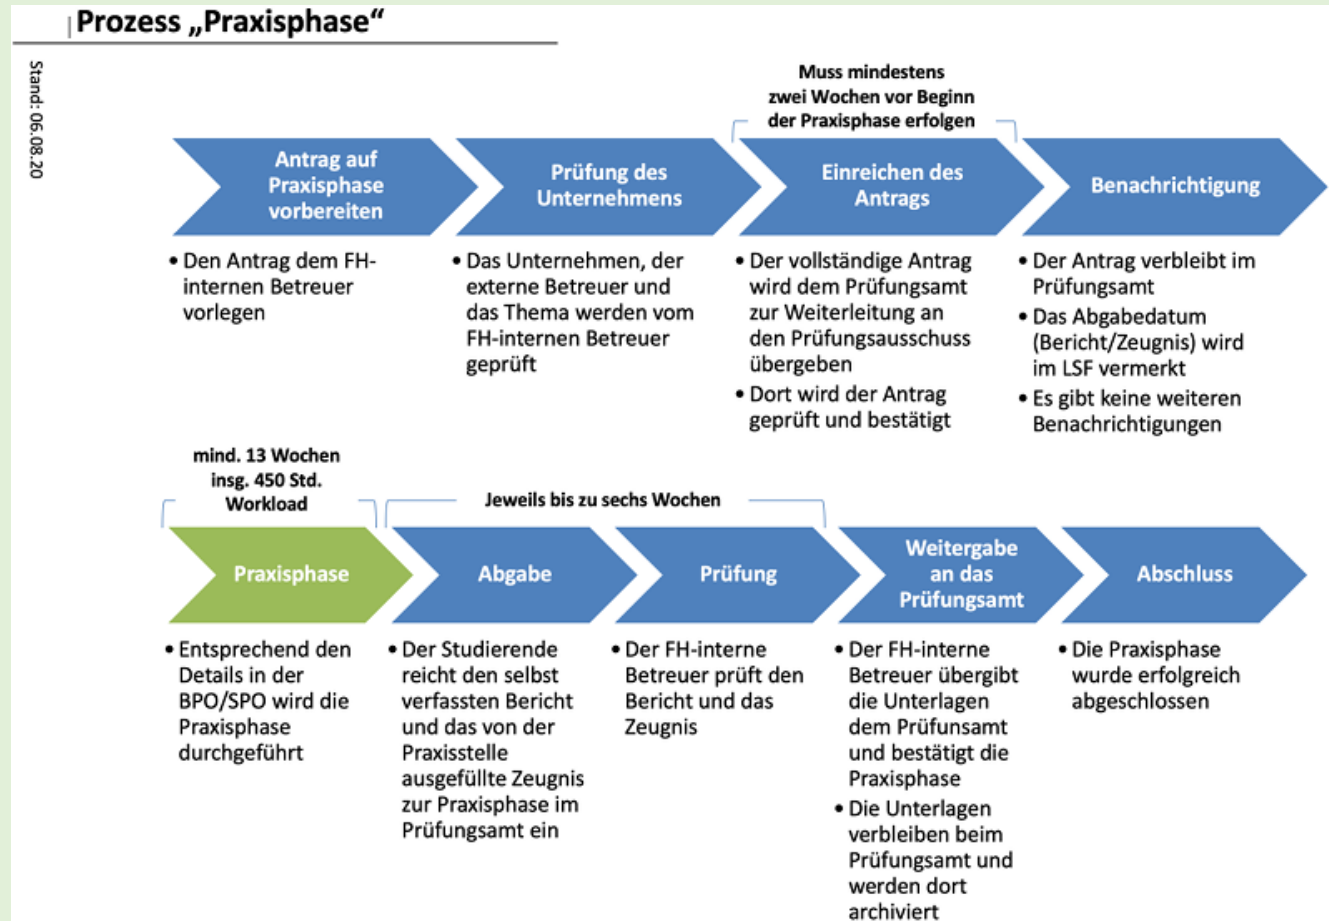 Prozess „Praxisphase“
Stand: 06.08.20
Muss mindestens
zwei Wochen vor Beginn
der Praxisphase erfolgen
Antrag auf
Praxisphase
vorbereiten
Prüfung des
Unternehmens
Einreichen des
Antrags
Benachrichtigung
• Den Antrag dem FH-
internen Betreuer
vorlegen
• Das Unternehmen, der
externe Betreuer und
das Thema werden vom
FH-internen Betreuer
geprüft
• Der vollständige Antrag
wird dem Prüfungsamt
zur Weiterleitung an
den Prüfungsausschuss
übergeben
• Dort wird der Antrag
geprüft und bestätigt
• Der Antrag verbleibt im
Prüfungsamt
• Das Abgabedatum
(Bericht/Zeugnis) wird
im LSF vermerkt
• Es gibt keine weiteren
Benachrichtigungen
mind. 13 Wochen
insg. 450 Std.
Workload
Jeweils bis zu sechs Wochen
Praxisphase
Abgabe
Prüfung
Weitergabe
an das
Prüfungsamt
Abschluss
• Entsprechend den
Details in der
BPO/SPO wird die
Praxisphase
durchgeführt
• Der Studierende
reicht den selbst
verfassten Bericht
und das von der
Praxisstelle
ausgefüllte Zeugnis
zur Praxisphase im
Prüfungsamt ein
• Der FH-interne
Betreuer prüft den
Bericht und das
Zeugnis
• Der FH-interne
Betreuer übergibt
die Unterlagen
dem Prüfunsamt
und bestätigt die
Praxisphase
• Die Unterlagen
verbleiben beim
Prüfungsamt und
werden dort
archiviert
• Die Praxisphase
wurde erfolgreich
abgeschlossen